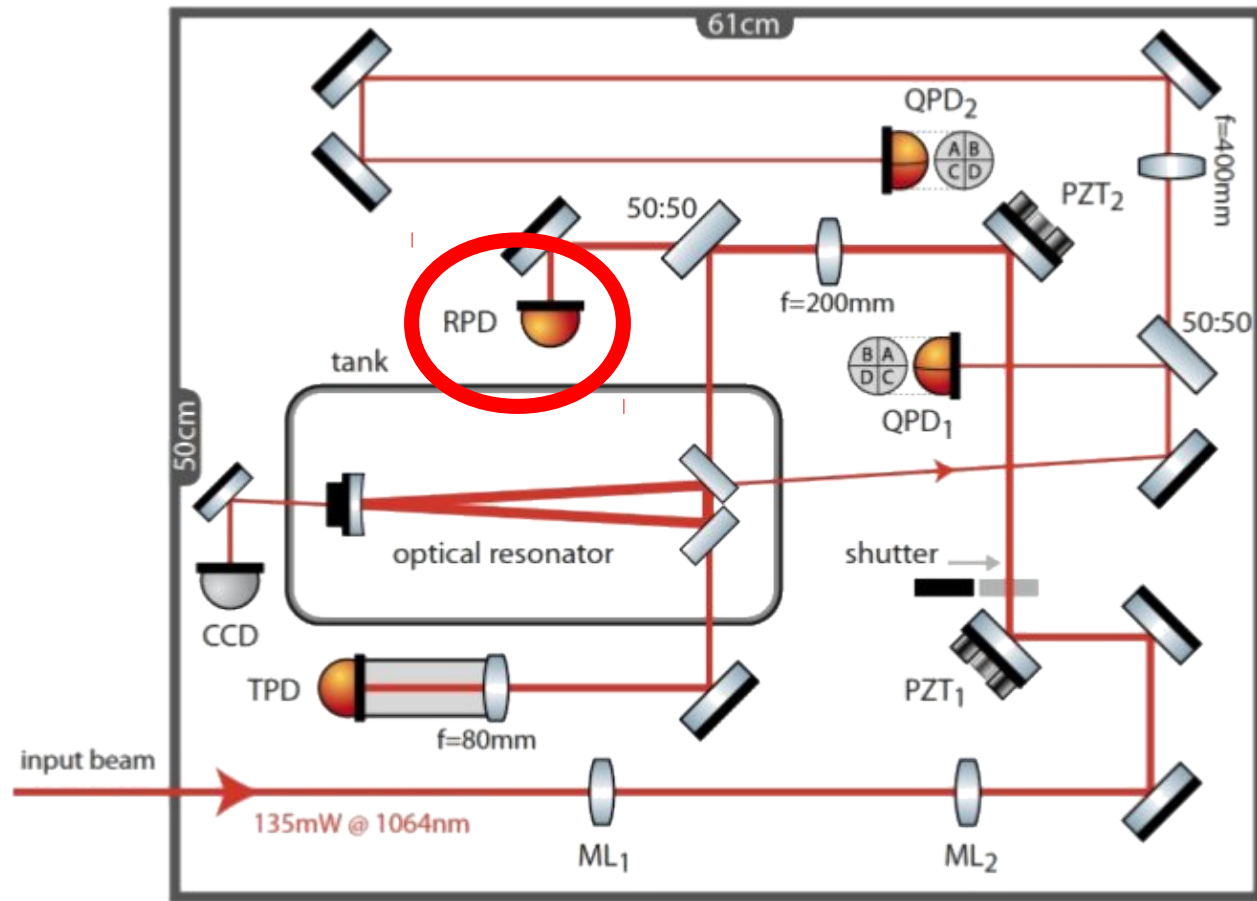 61cm
QPD2
A B
C D
f=400mm
PZT2
50:50
RPD
f=200mm
50:50
tank
B A
D C
QPD1
50cm
optical resonator
shutter
CCD
TPD
PZT1
f=80mm
input beam
135mW @ 1064nm
ML1
ML2